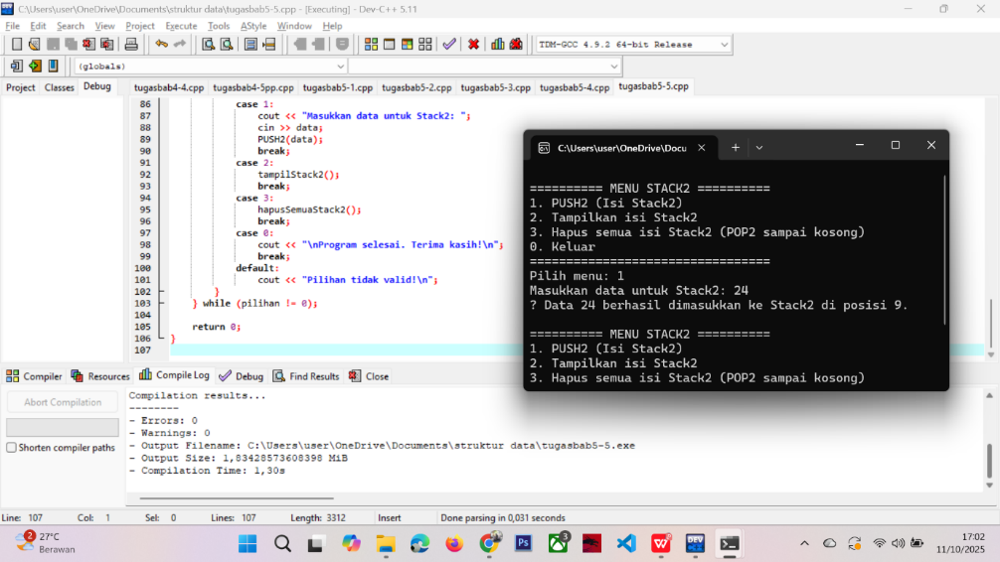 C:\Users\user\OneDrive\Documents\struktur data\tugasbab5-5.cpp - [Executing] - Dev-C++ 5.11
File Edit Search View Project Execute Tools AStyle Window Help
TDM-GCC 4.9.2 64-bit Release
(globals)
Project Classes Debug
tugasbab4-4.cpp tugasbab4-5pp.cpp tugasbab5-1.cpp tugasbab5-2.cpp tugasbab5-3.cpp tugasbab5-4.cpp tugasbab5-5.cpp
86 case 1:
87 cout << "Masukkan data untuk Stack2: ";
88 cin >> data;
89 PUSH2(data);
90 break;
91 case 2:
92 tampilStack2();
93 break;
94 case 3:
95 hapusSemuaStack2();
96 break;
97 case 0:
98 cout << "\nProgram selesai. Terima kasih!\n";
99 break;
100 default:
101 cout << "Pilihan tidak valid!\n";
102 }
103 } while (pilihan != 0);
104
105 return 0;
106 }
107
C:\Users\user\OneDrive\Docu
========== MENU STACK2 ==========
1. PUSH2 (Isi Stack2)
2. Tampilkan isi Stack2
3. Hapus semua isi Stack2 (POP2 sampai kosong)
0. Keluar
=================================
Pilih menu: 1
Masukkan data untuk Stack2: 24
? Data 24 berhasil dimasukkan ke Stack2 di posisi 9.
========== MENU STACK2 ==========
1. PUSH2 (Isi Stack2)
2. Tampilkan isi Stack2
3. Hapus semua isi Stack2 (POP2 sampai kosong)
Compiler Resources Compile Log Debug Find Results Close
Abort Compilation
Shorten compiler paths
Compilation results...
--------
- Errors: 0
- Warnings: 0
- Output Filename: C:\Users\user\OneDrive\Documents\struktur data\tugasbab5-5.exe
- Output Size: 1,83428573608398 MiB
- Compilation Time: 1,30s
Line: 107 Col: 1 Sel: 0 Lines: 107 Length: 3312 Insert Done parsing in 0,031 seconds
2
27°C
Berawan
Ps
3
W
DEV
17:02
11/10/2025